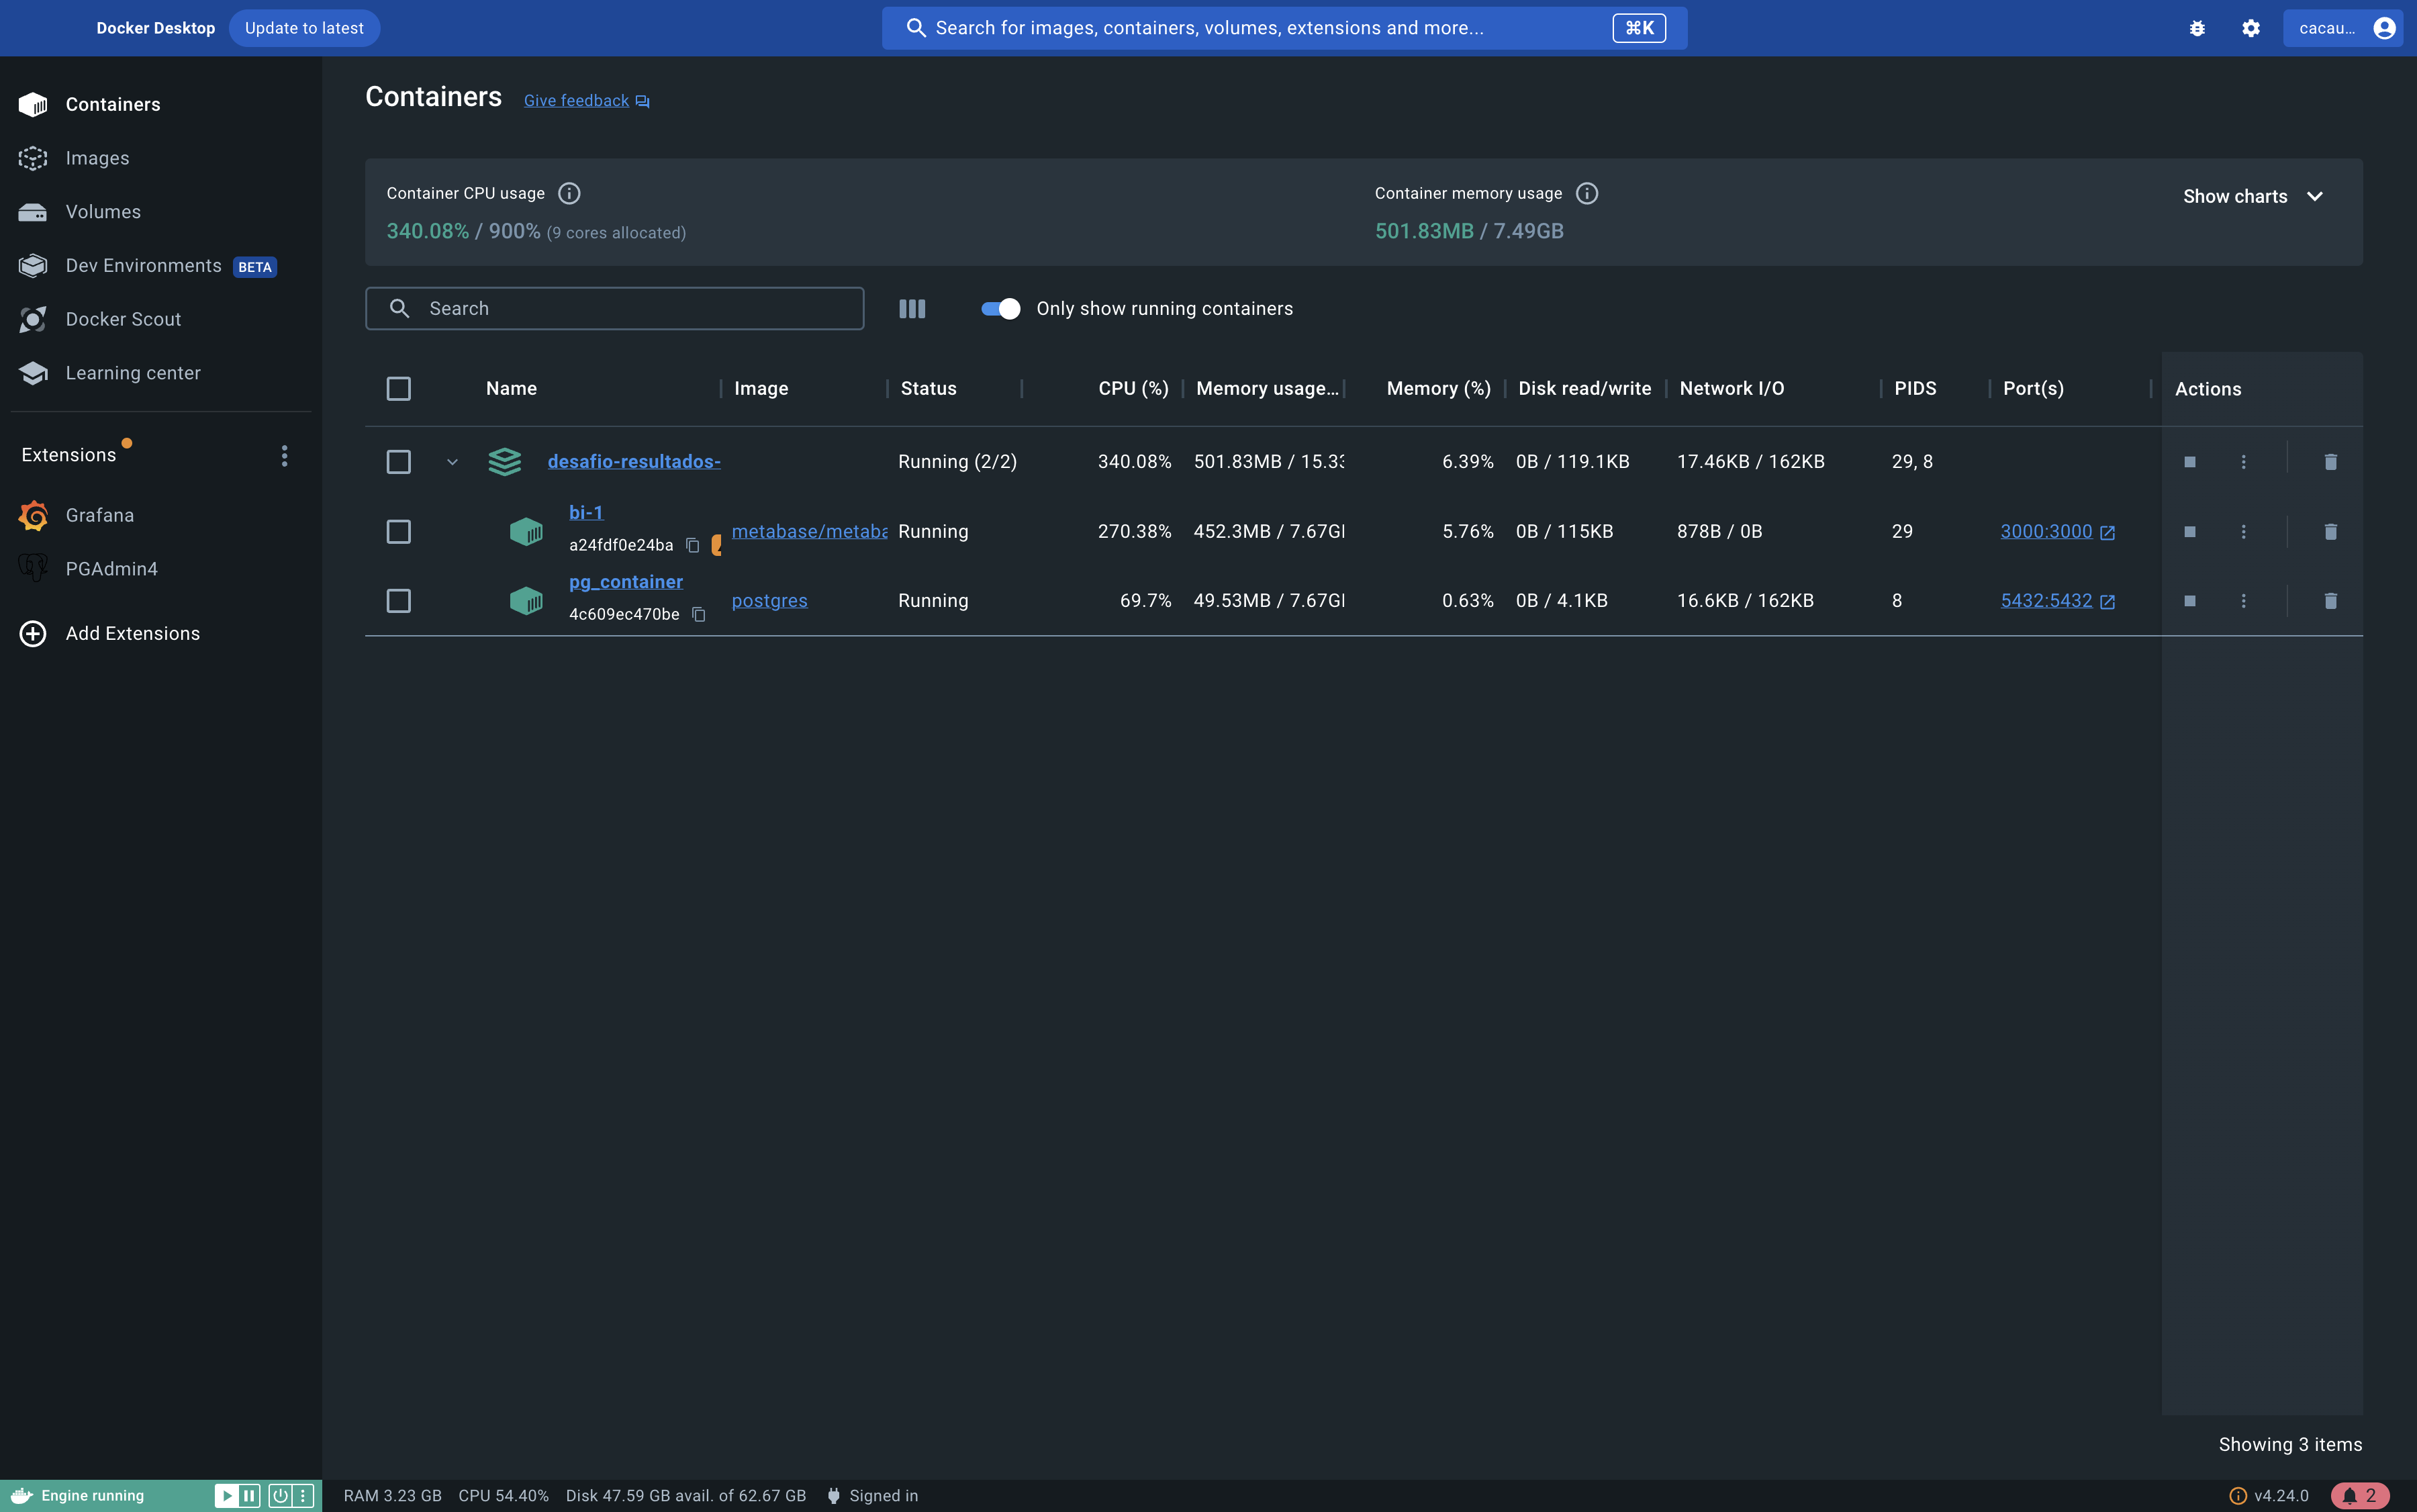 Docker Desktop Update to latest Search for images, containers, volumes, extensions and more... ⌘K cacau...
Containers
Images
Volumes
Dev Environments BETA
Docker Scout
Learning center
Extensions
Grafana
PGAdmin4
Add Extensions
Containers Give feedback
Container CPU usage
340.08% / 900% (9 cores allocated)
Container memory usage
501.83MB / 7.49GB
Show charts
Search Only show running containers
Name Image Status CPU (%) Memory usage... Memory (%) Disk read/write Network I/O PIDS Port(s) Actions
desafio-resultados- Running (2/2) 340.08% 501.83MB / 15.33 6.39% 0B / 119.1KB 17.46KB / 162KB 29, 8
bi-1
a24fdf0e24ba
metabase/metaba Running 270.38% 452.3MB / 7.67G 5.76% 0B / 115KB 878B / 0B 29 3000:3000
pg_container
4c609ec470be
postgres Running 69.7% 49.53MB / 7.67G 0.63% 0B / 4.1KB 16.6KB / 162KB 8 5432:5432
Showing 3 items
Engine running RAM 3.23 GB CPU 54.40% Disk 47.59 GB avail. of 62.67 GB Signed in v4.24.0 2